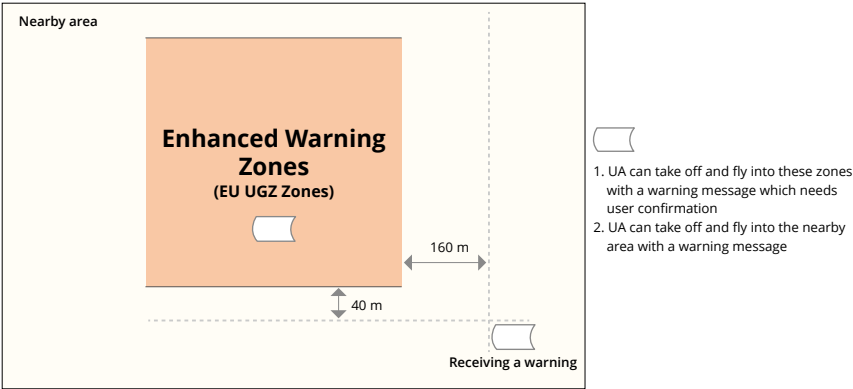 Nearby area
Enhanced Warning
Zones
(EU UGZ Zones)
160 m
40 m
Receiving a warning
1. UA can take off and fly into these zones
with a warning message which needs
user confirmation
2. UA can take off and fly into the nearby
area with a warning message